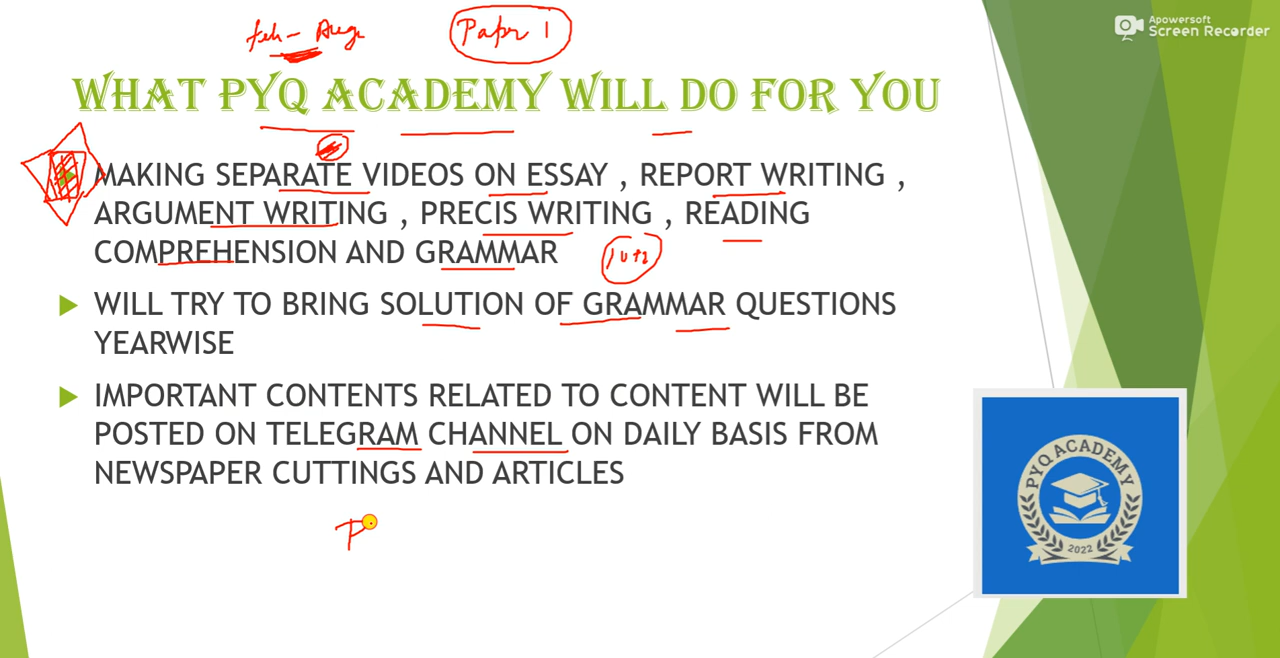 Feb - Aug
Paper 1
Apowersoft
Screen Recorder
WHAT PYQ ACADEMY WILL DO FOR YOU
MAKING SEPARATE VIDEOS ON ESSAY , REPORT WRITING ,
ARGUMENT WRITING , PRECIS WRITING , READING
COMPREHENSION AND GRAMMAR
WILL TRY TO BRING SOLUTION OF GRAMMAR QUESTIONS
YEARWISE
IMPORTANT CONTENTS RELATED TO CONTENT WILL BE
POSTED ON TELEGRAM CHANNEL ON DAILY BASIS FROM
NEWSPAPER CUTTINGS AND ARTICLES
PYQ ACADEMY
2022